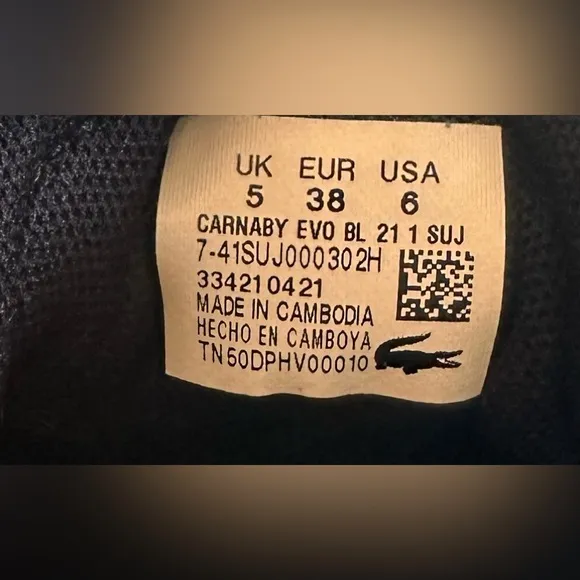 UK EUR USA
5 38 6
CARNABY EVO BL 21 1 SUJ
7-41SUJ000302H
334210421
MADE IN CAMBODIA
HECHO EN CAMBOYA
TN50DPHV00010